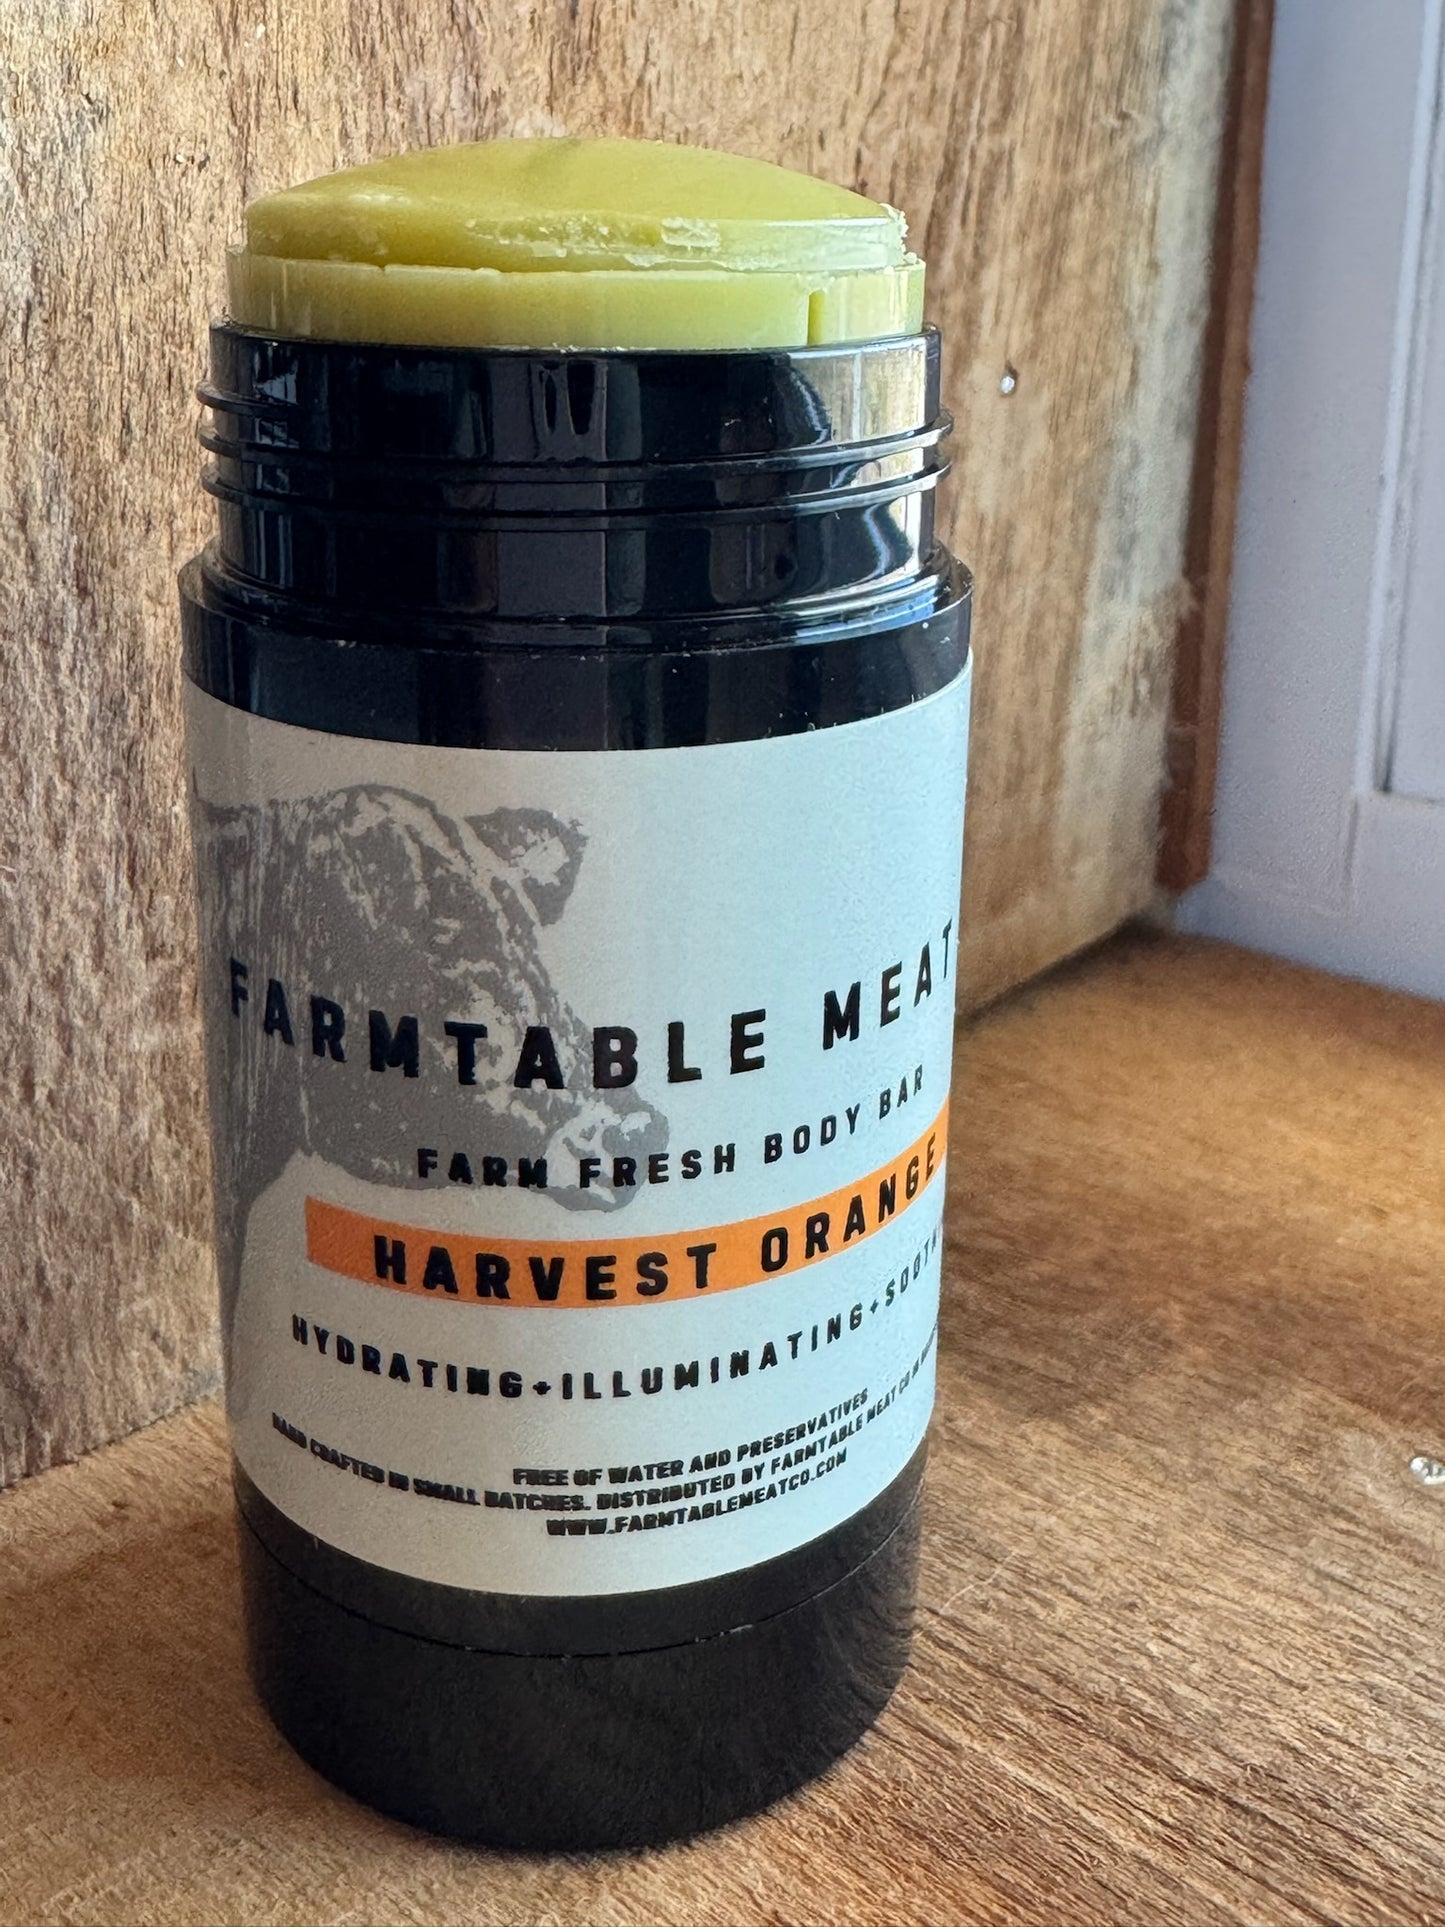 FARMTABLE MEAT
FARM FRESH BODY BAR
HARVEST ORANGE
HYDRATING+ILLUMINATING+
FREE OF WATER AND PRESERVATIVES
HAND CRAFTED IN SMALL BATCHES. DISTRIBUTED BY FARMTABLE MEAT CO
WWW.FARMTABLEMEATCO.COM